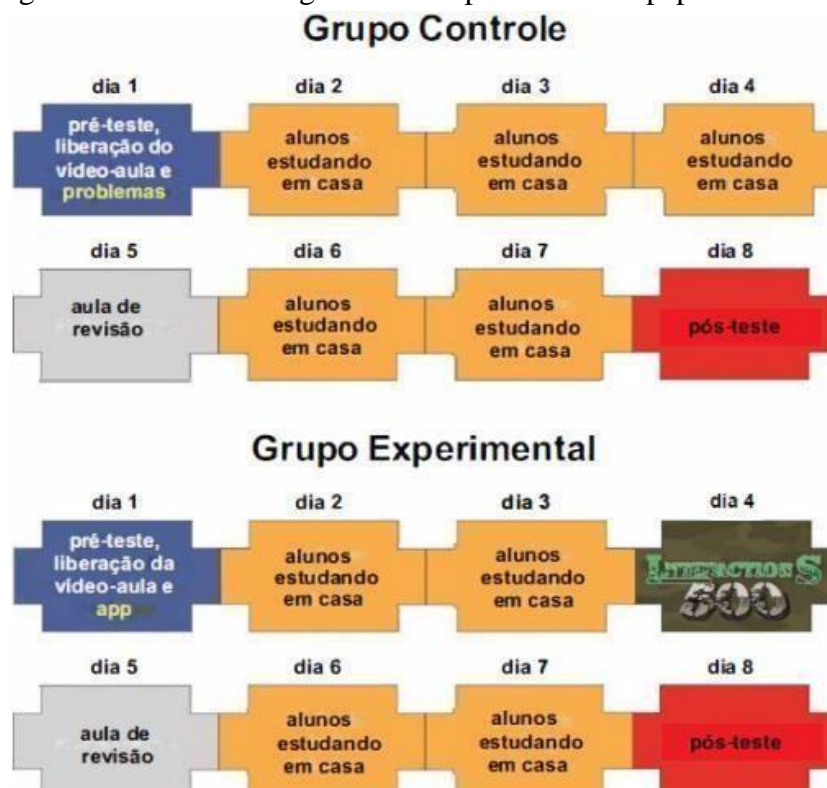 Grupo Controle
dia 1
dia 2
dia 3
dia 4
pré-teste,
liberação do
vídeo-aula e
problemas
alunos
estudando
em casa
alunos
estudando
em casa
alunos
estudando
em casa
dia 5
dia 6
dia 7
dia 8
aula de
revisão
alunos
estudando
em casa
alunos
estudando
em casa
pós-teste
Grupo Experimental
dia 1
dia 2
dia 3
dia 4
pré-teste,
liberação da
vídeo-aula e
app
alunos
estudando
em casa
alunos
estudando
em casa
INTERACTIONS
500
dia 5
dia 6
dia 7
dia 8
aula de
revisão
alunos
estudando
em casa
alunos
estudando
em casa
pós-teste